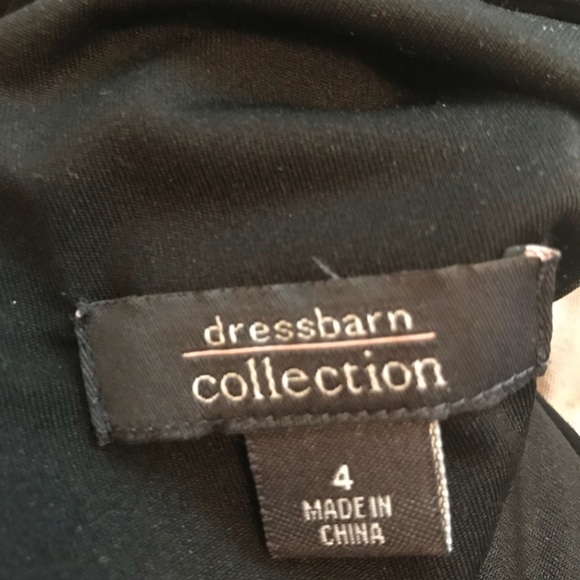 dressbarn
collection
4
MADE IN
CHINA